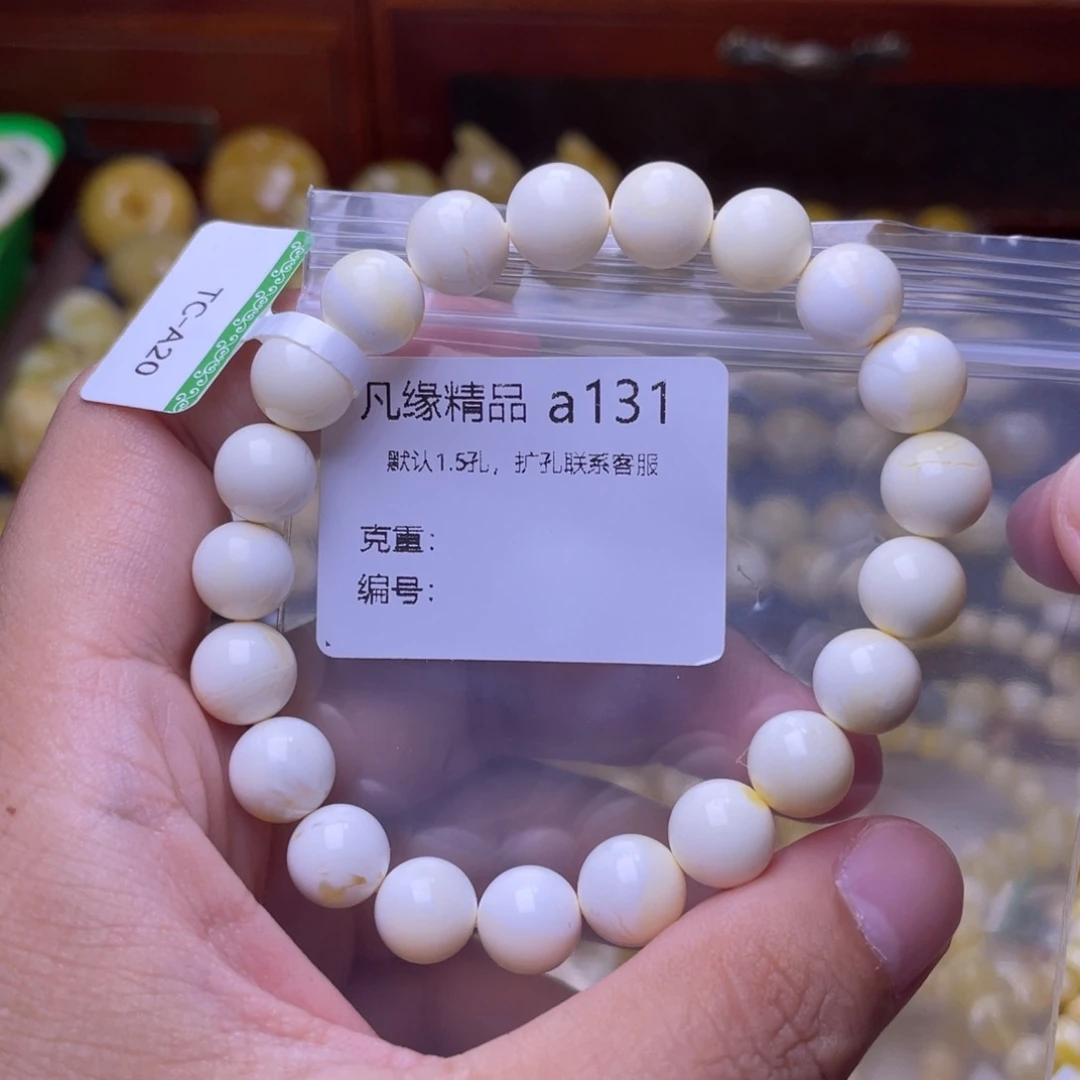 TC-A20
凡缘精品 a131
默认1.5孔，扩孔联系客服
克重：
编号：